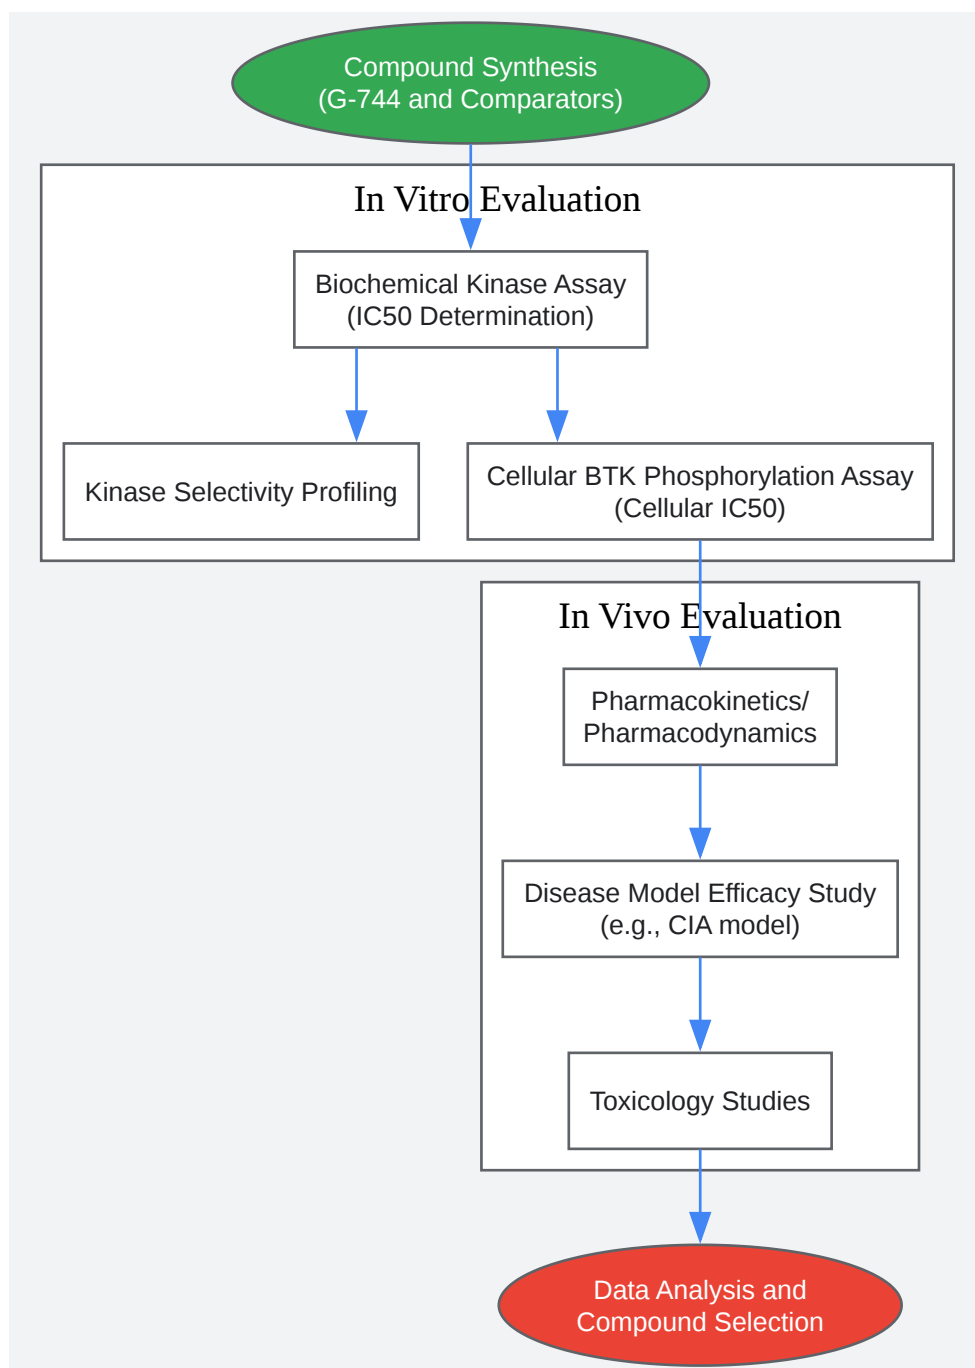 Compound Synthesis
(G-744 and Comparators)
In Vitro Evaluation
Biochemical Kinase Assay
(IC50 Determination)
Kinase Selectivity Profiling
Cellular BTK Phosphorylation Assay
(Cellular IC50)
In Vivo Evaluation
Pharmacokinetics/
Pharmacodynamics
Disease Model Efficacy Study
(e.g., CIA model)
Toxicology Studies
Data Analysis and
Compound Selection